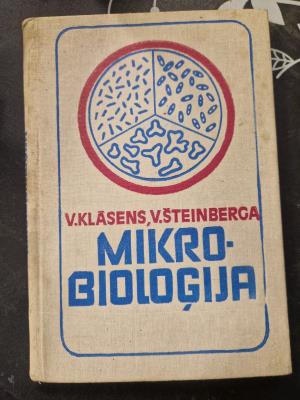 V.KLĀSENS, V.ŠTEINBERGA
MIKRO-
BIOLOĢIJA